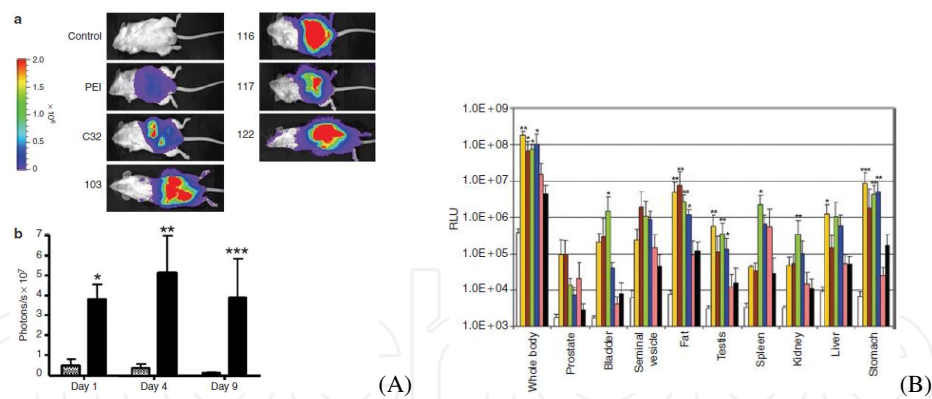 a
Control
PEI
C32
103
116
117
122
2.0
1.5
1.0
0
× 10⁶
b
Photons/s × 10⁷
7
6
5
4
3
2
1
0
*
**
***
Day 1
Day 4
Day 9
(A)
RLU
1.0E+09
1.0E+08
1.0E+07
1.0E+06
1.0E+05
1.0E+04
1.0E+03
Whole body
Prostate
Bladder
Seminal
vesicle
Fat
Testis
Spleen
Kidney
Liver
Stomach
(B)